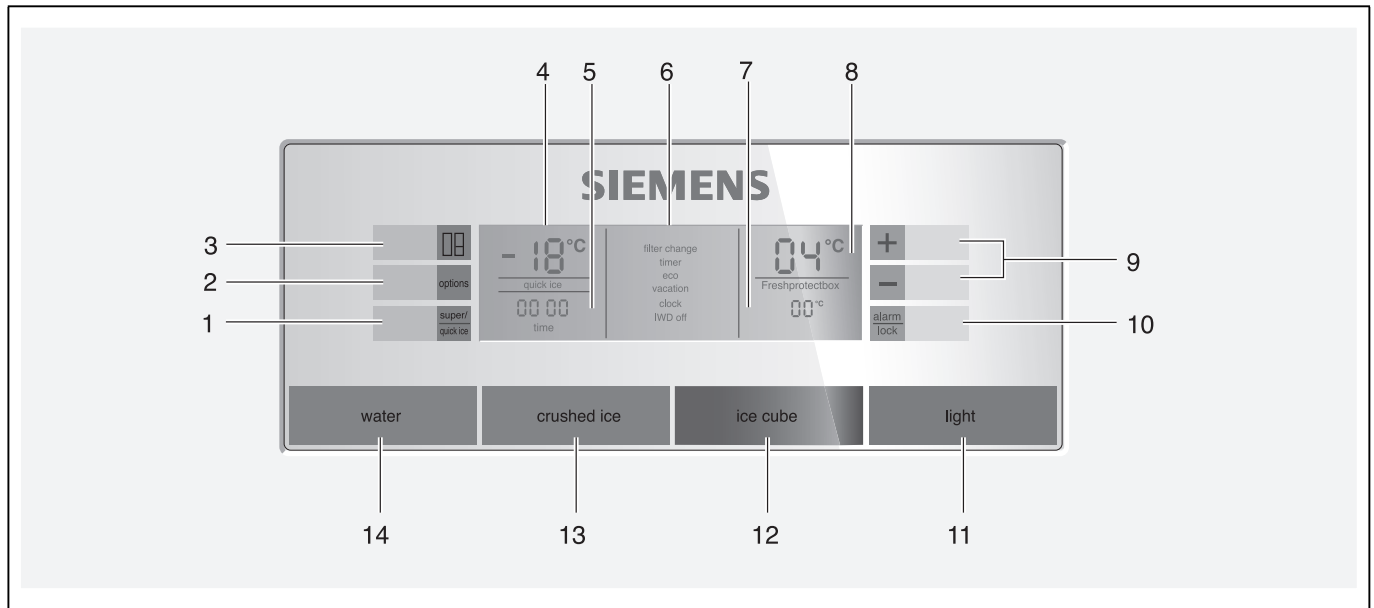 4 5 6 7 8
SIEMENS
3
2
1
options
super/
quick ice
- 18°C
quick ice
00 00
time
filter change
timer
eco
vacation
clock
IWD off
04°C
Freshprotectbox
00°C
+
−
alarm
lock
9
10
water crushed ice ice cube light
14 13 12 11